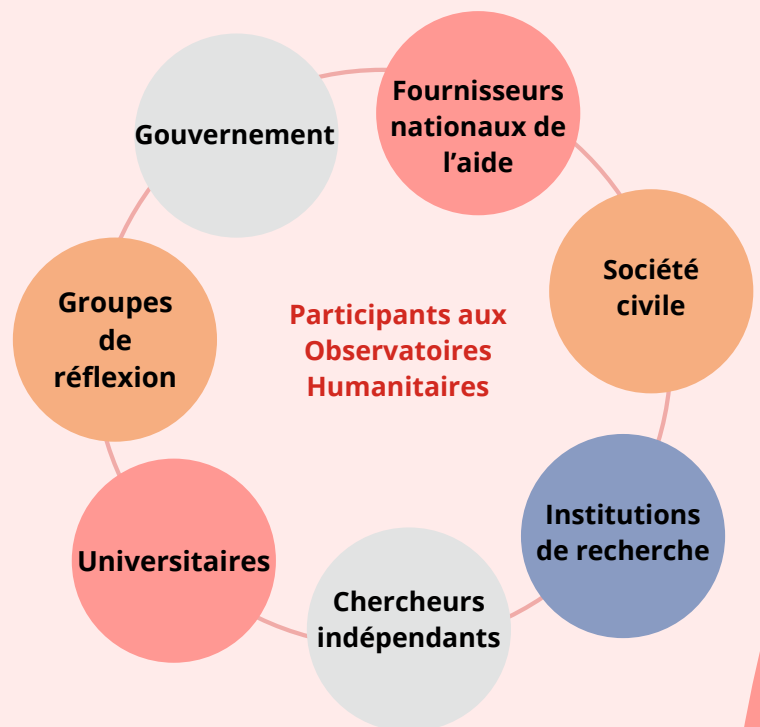 Fournisseurs
nationaux de
l’aide
Gouvernement
Société
civile
Groupes
de
réflexion
Participants aux
Observatoires
Humanitaires
Institutions
de recherche
Universitaires
Chercheurs
indépendants